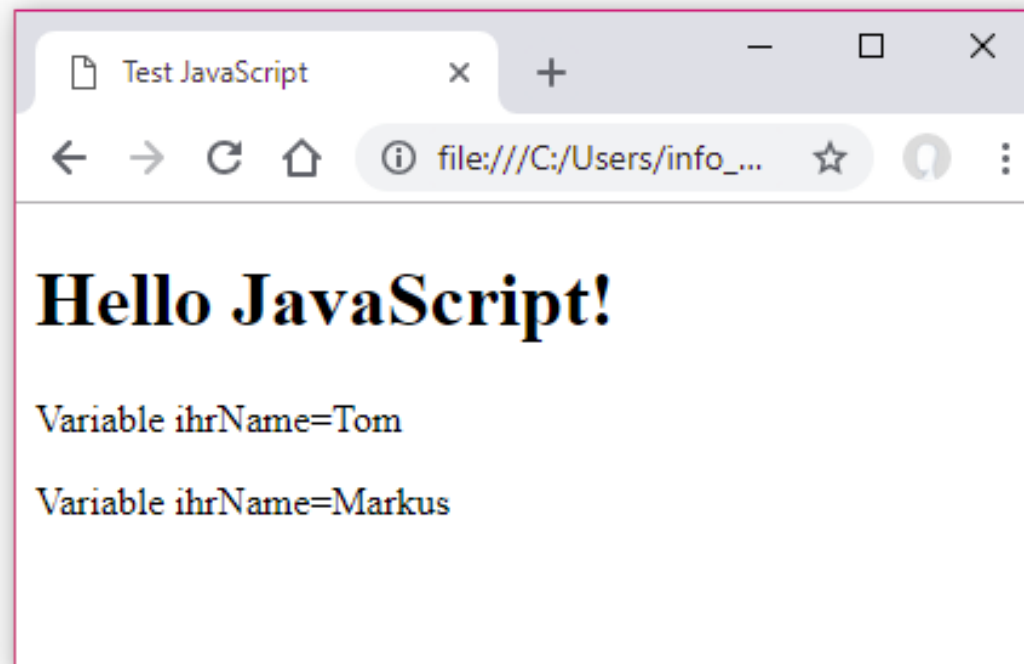 Test JavaScript
file:///C:/Users/info_...
Hello JavaScript!
Variable ihrName=Tom
Variable ihrName=Markus